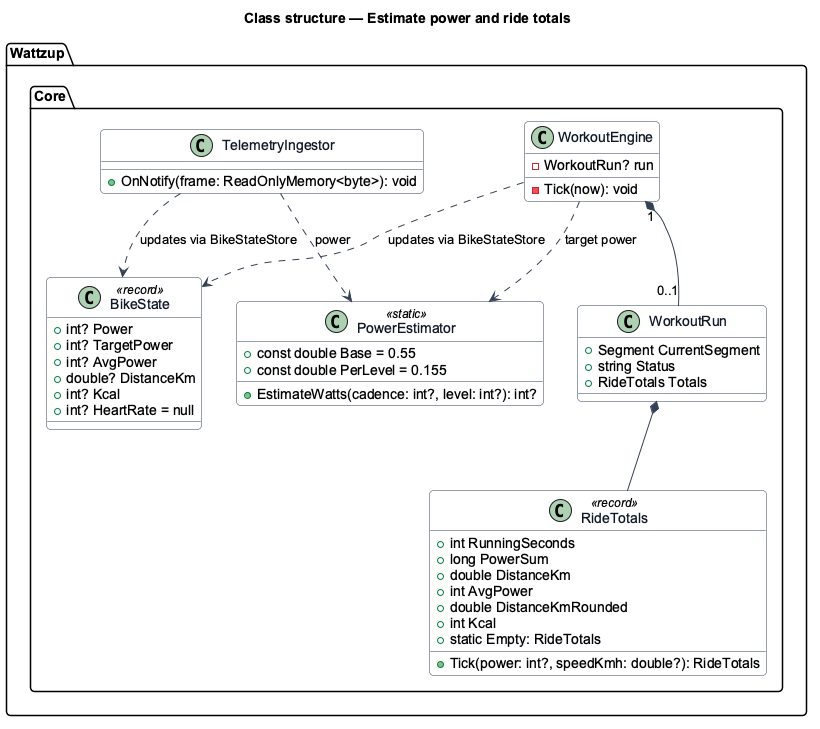 Class structure — Estimate power and ride totals
Wattzup
Core
C TelemetryIngestor
OnNotify(frame: ReadOnlyMemory<byte>): void
C WorkoutEngine
WorkoutRun? run
Tick(now): void
1
updates via BikeStateStore
power
updates via BikeStateStore
target power
0..1
«record»
C BikeState
int? Power
int? TargetPower
int? AvgPower
double? DistanceKm
int? Kcal
int? HeartRate = null
«static»
C PowerEstimator
const double Base = 0.55
const double PerLevel = 0.155
EstimateWatts(cadence: int?, level: int?): int?
C WorkoutRun
Segment CurrentSegment
string Status
RideTotals Totals
«record»
C RideTotals
int RunningSeconds
long PowerSum
double DistanceKm
int AvgPower
double DistanceKmRounded
int Kcal
static Empty: RideTotals
Tick(power: int?, speedKmh: double?): RideTotals